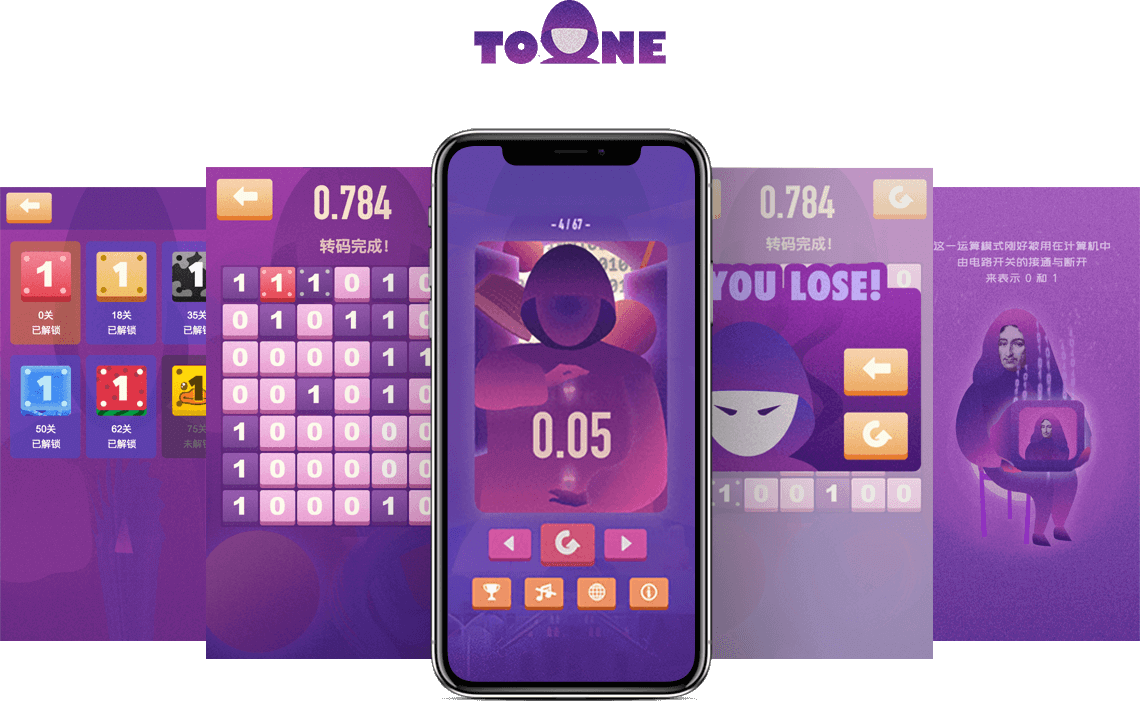 TOONE
1
1
1
0关
已解锁
18关
已解锁
35关
已解锁
1
1
1
50关
已解锁
62关
已解锁
75关
未解锁
0.784
转码完成!
1 1 1 0 1 0
0 1 0 1 1 0
0 0 0 0 1 1
0 0 1 0 1 0
1 0 0 0 0 0
1 0 0 0 0 0
1 0 0 0 1 0
- 4 / 67 -
0.05
0.784
转码完成!
0
YOU LOSE!
1 0 0 1 0 0
这一运算模式刚好被用在计算机中
由电路开关的接通与断开
来表示 0 和 1